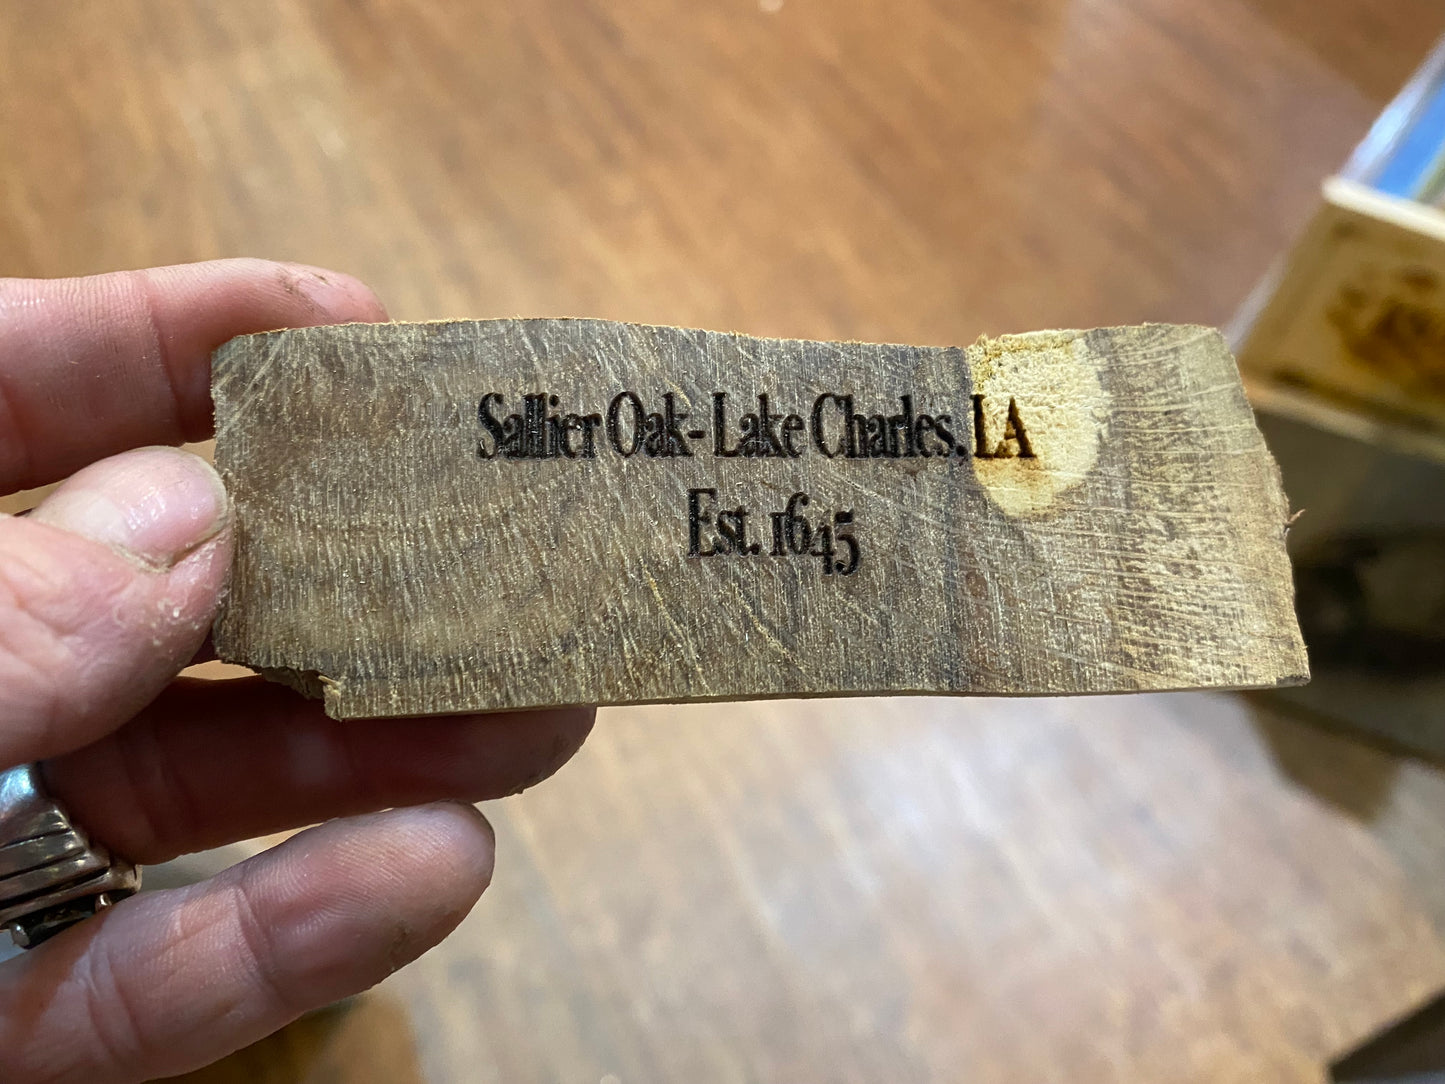 Sallier Oak- Lake Charles, LA
Est. 1645